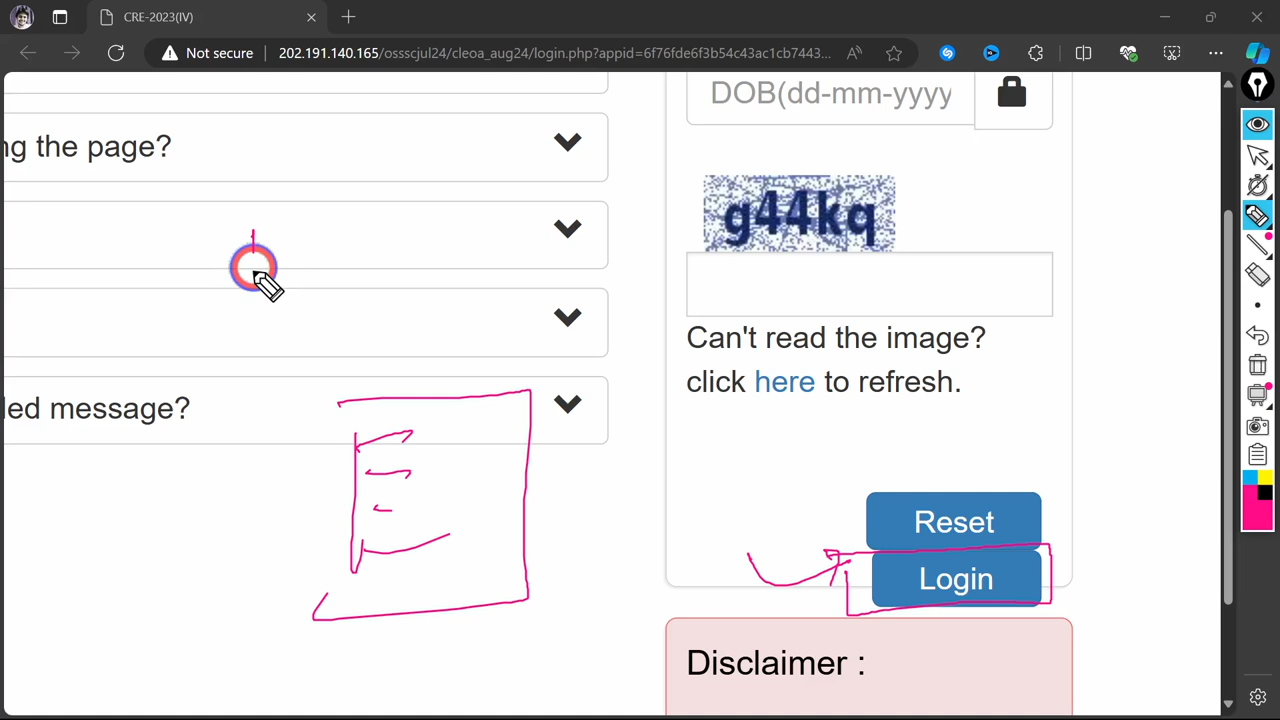 CRE-2023(IV)
Not secure 202.191.140.165/ossscjul24/cleoa_aug24/login.php?appid=6f76fde6f3b54c43ac1cb7443...
DOB(dd-mm-yyyy
ng the page?
g44kq
Can't read the image?
click here to refresh.
led message?
Reset
Login
Disclaimer :